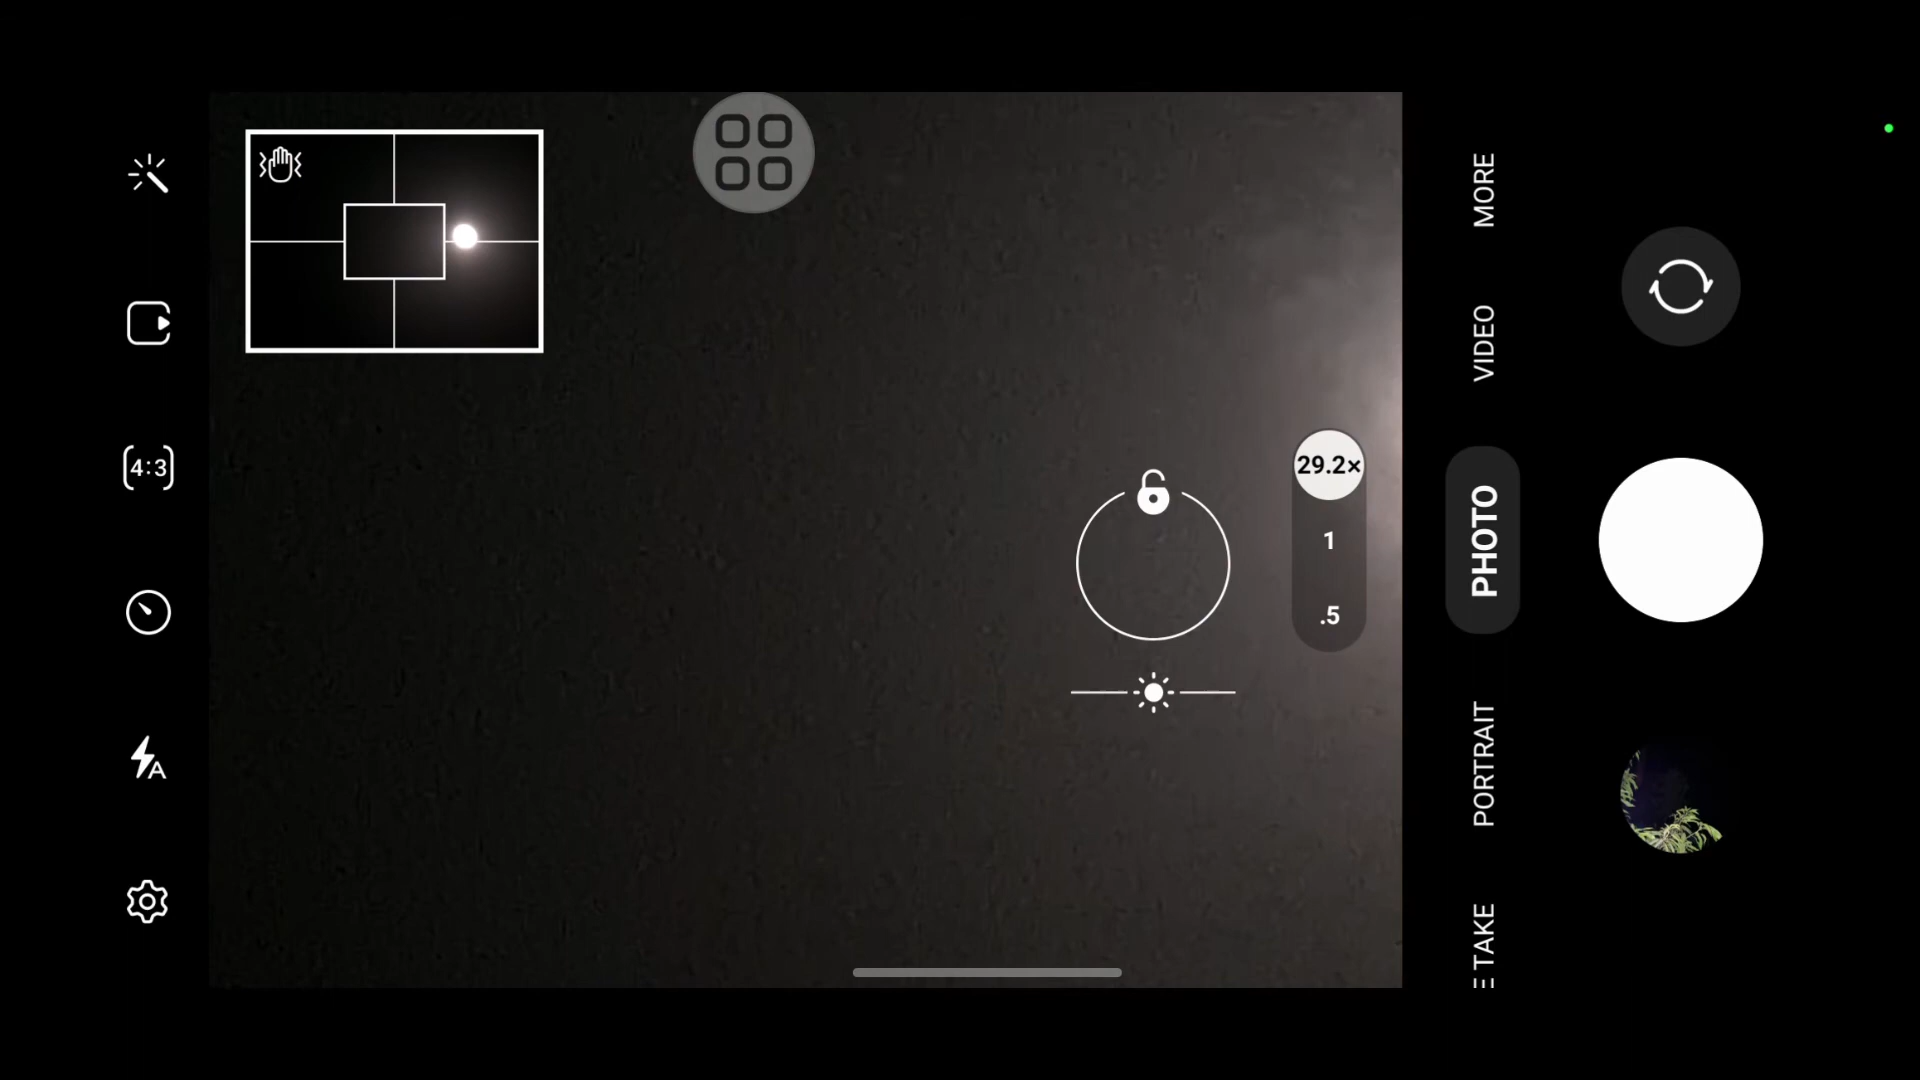 4:3
A
29.2×
1
.5
MORE
VIDEO
PHOTO
PORTRAIT
E TAKE